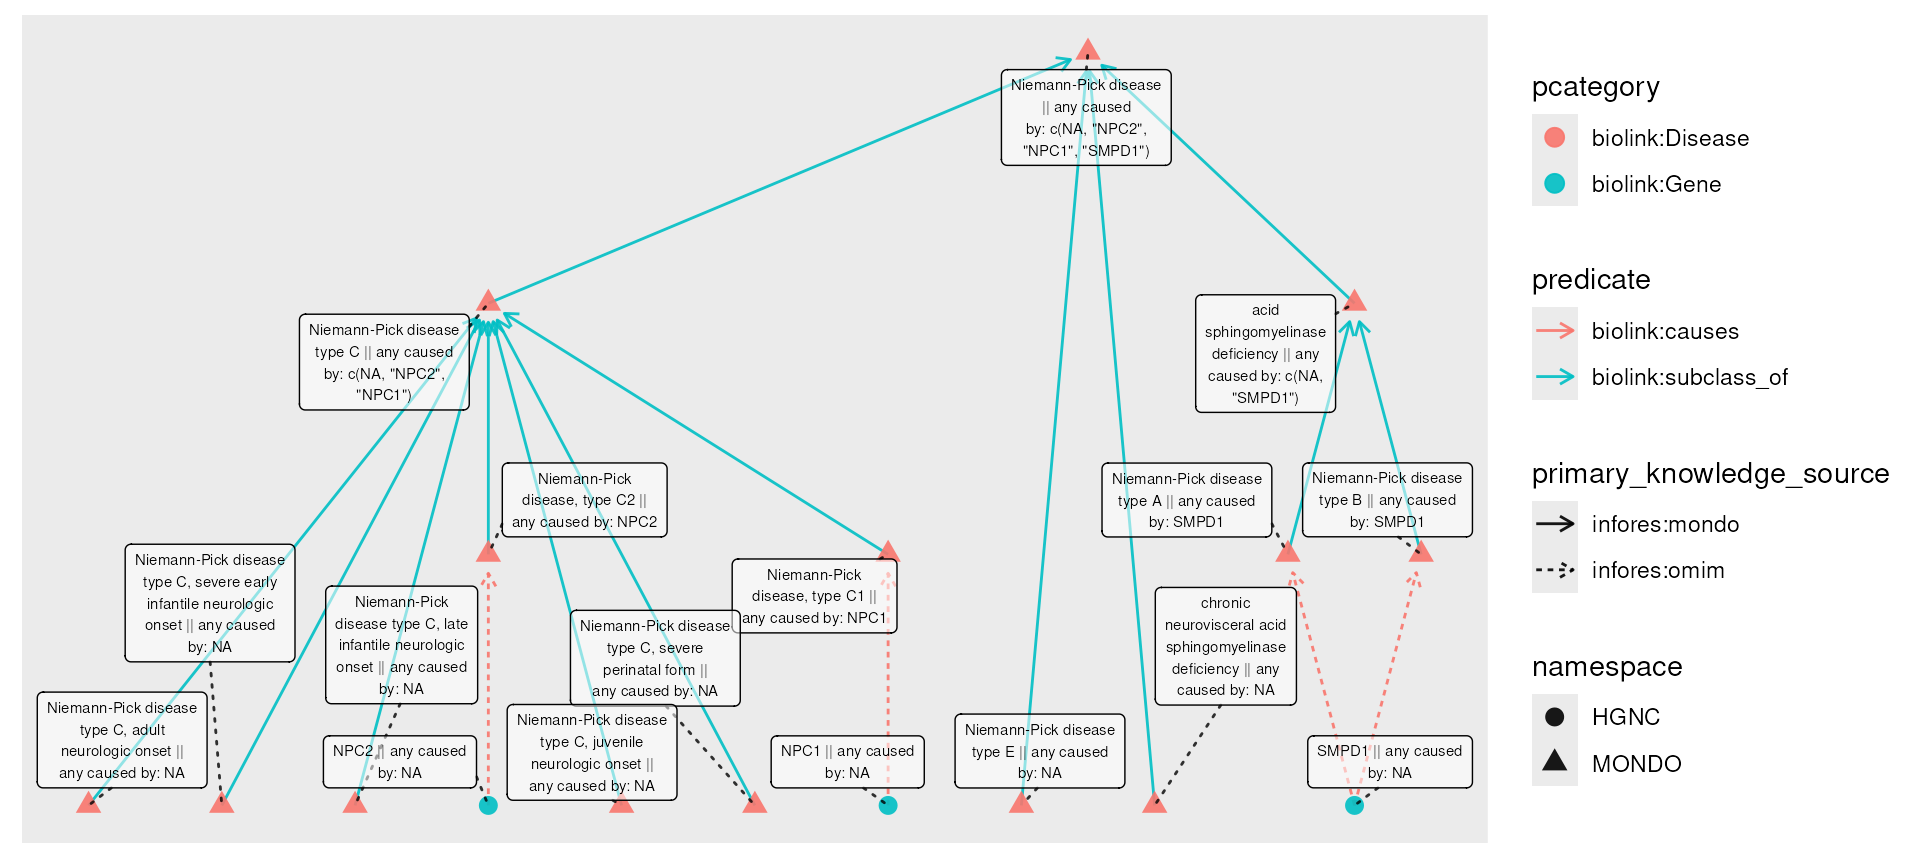 Niemann-Pick disease
|| any caused
by: c(NA, "NPC2",
"NPC1", "SMPD1")
Niemann-Pick disease
type C || any caused
by: c(NA, "NPC2",
"NPC1")
acid
sphingomyelinase
deficiency || any
caused by: c(NA,
"SMPD1")
Niemann-Pick
disease, type C2 ||
any caused by: NPC2
Niemann-Pick disease
type A || any caused
by: SMPD1
Niemann-Pick disease
type B || any caused
by: SMPD1
Niemann-Pick disease
type C, severe early
infantile neurologic
onset || any caused
by: NA
Niemann-Pick
disease type C, late
infantile neurologic
onset || any caused
by: NA
Niemann-Pick
disease, type C1 ||
any caused by: NPC1
Niemann-Pick disease
type C, severe
perinatal form ||
any caused by: NA
chronic
neurovisceral acid
sphingomyelinase
deficiency || any
caused by: NA
Niemann-Pick disease
type C, adult
neurologic onset ||
any caused by: NA
NPC2 || any caused
by: NA
Niemann-Pick disease
type C, juvenile
neurologic onset ||
any caused by: NA
NPC1 || any caused
by: NA
Niemann-Pick disease
type E || any caused
by: NA
SMPD1 || any caused
by: NA
pcategory
biolink:Disease
biolink:Gene
predicate
biolink:causes
biolink:subclass_of
primary_knowledge_source
infores:mondo
infores:omim
namespace
HGNC
MONDO